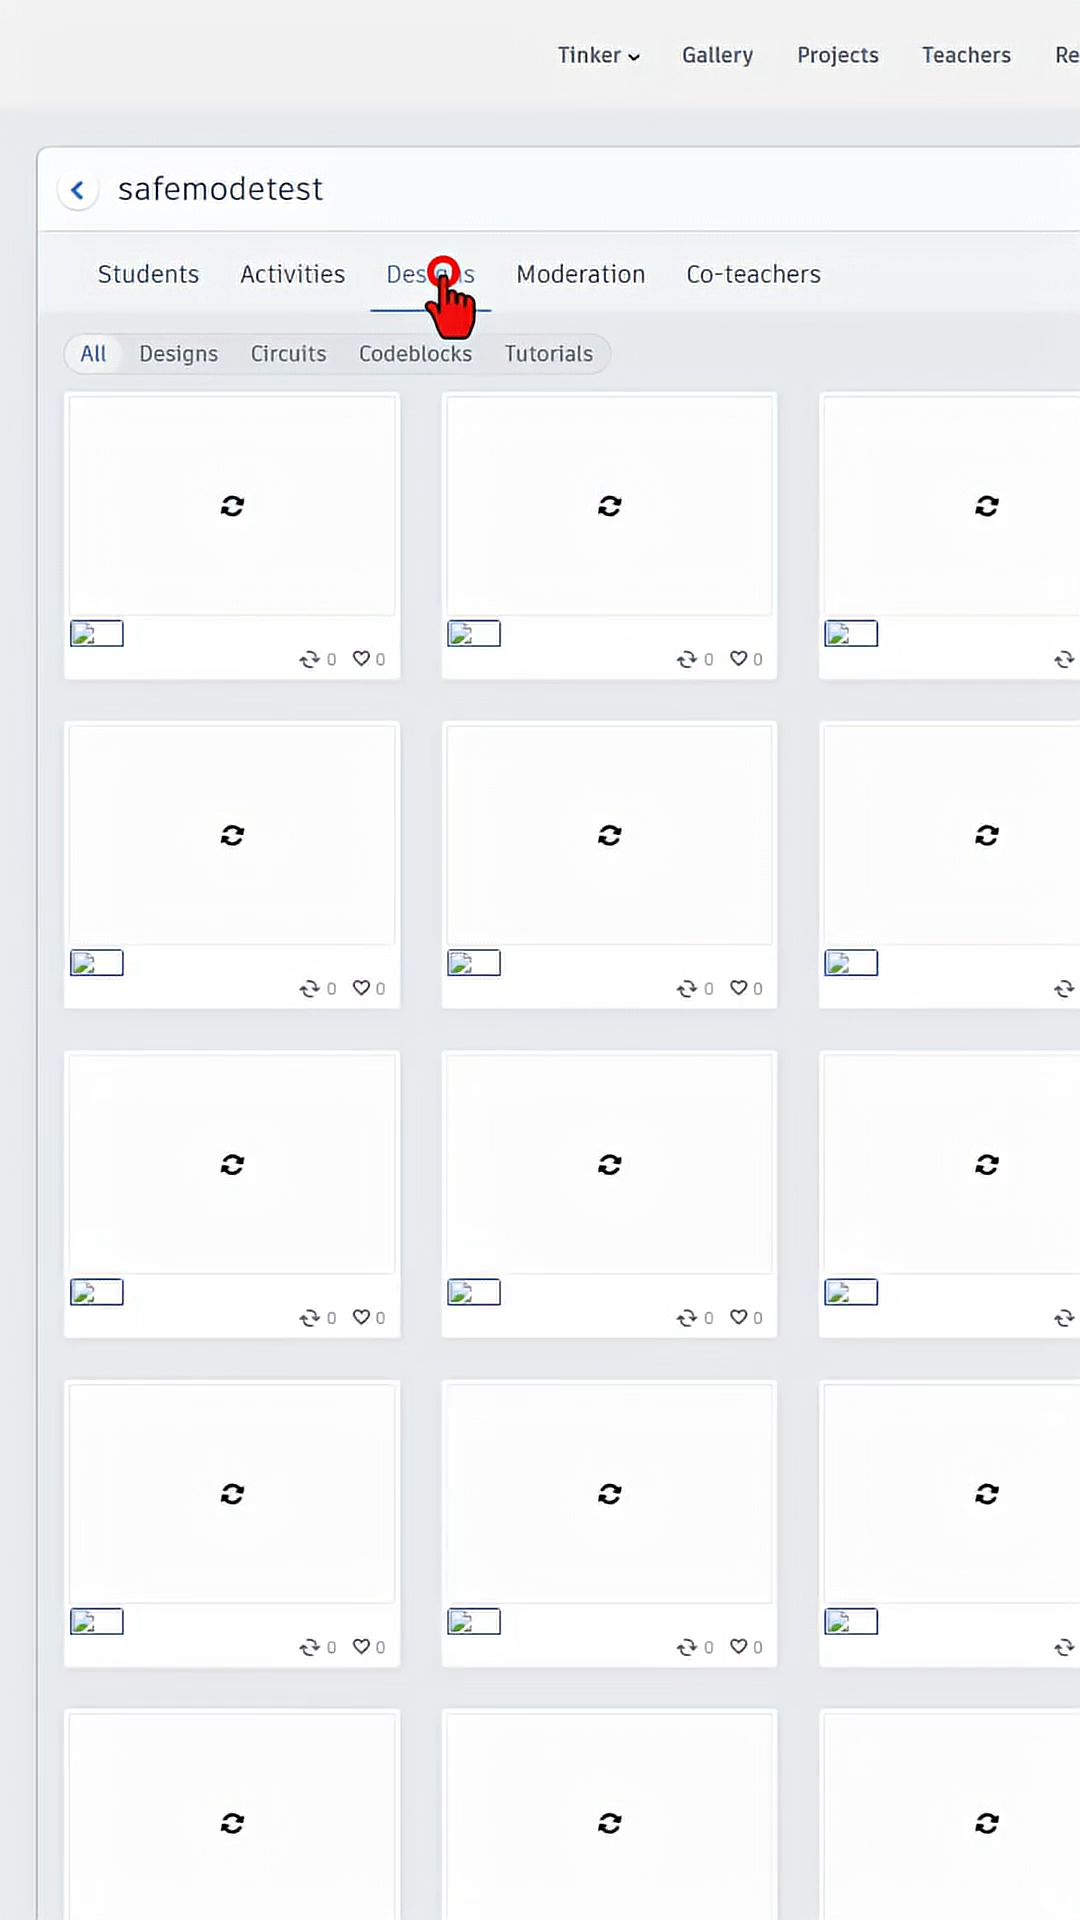 Tinker Gallery Projects Teachers Re
safemodetest
Students Activities Designs Moderation Co-teachers
All Designs Circuits Codeblocks Tutorials
0 0 0 0
0 0 0 0
0 0 0 0
0 0 0 0